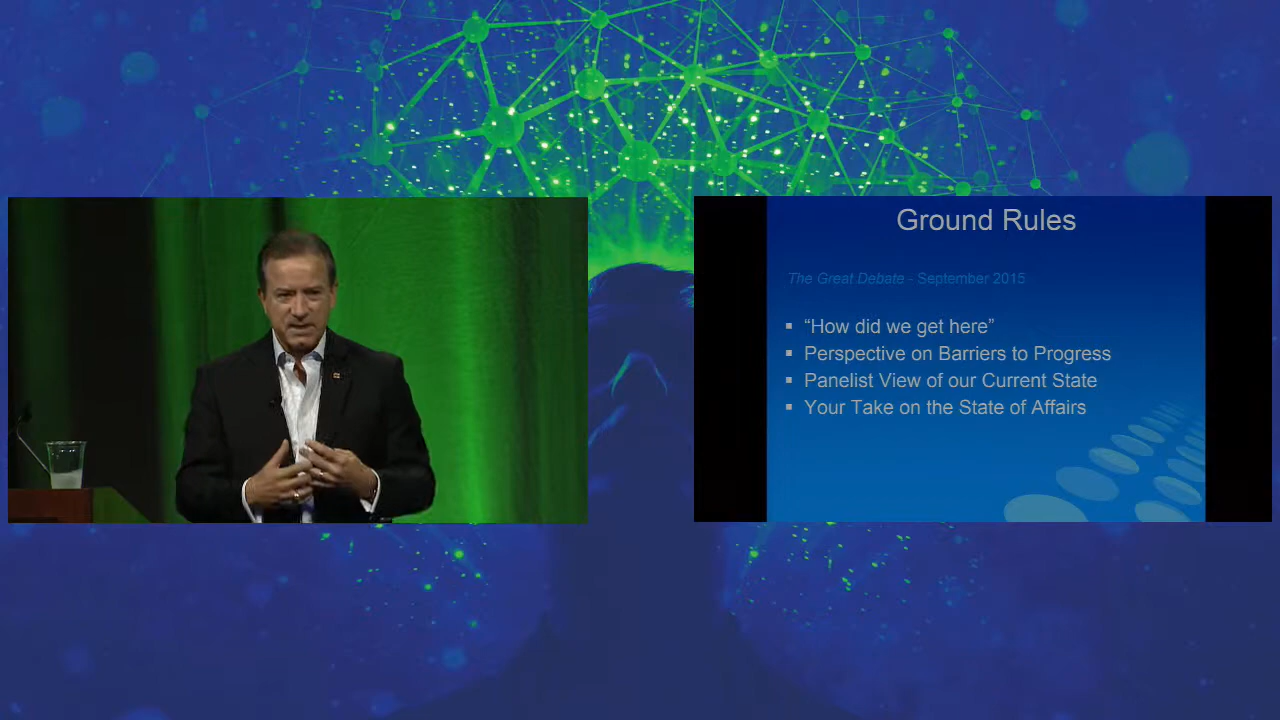 Ground Rules
The Great Debate - September 2015
▪ “How did we get here”
▪ Perspective on Barriers to Progress
▪ Panelist View of our Current State
▪ Your Take on the State of Affairs